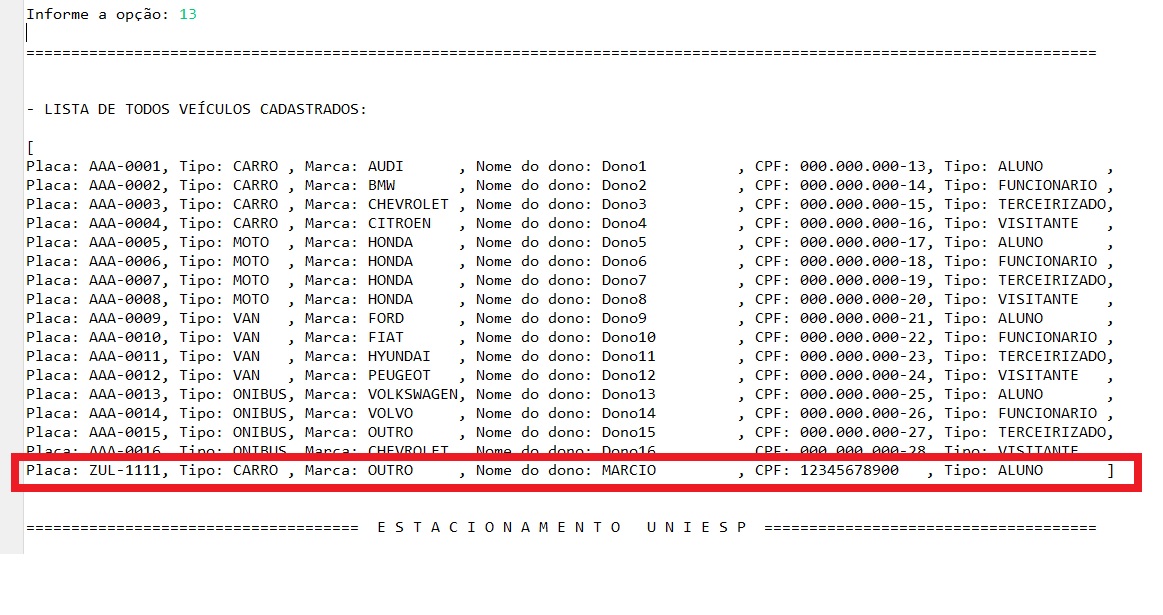 Informe a opção: 13
=======================================================================================================================
- LISTA DE TODOS VEÍCULOS CADASTRADOS:
[
Placa: AAA-0001, Tipo: CARRO , Marca: AUDI      , Nome do dono: Dono1          , CPF: 000.000.000-13, Tipo: ALUNO       ,
Placa: AAA-0002, Tipo: CARRO , Marca: BMW       , Nome do dono: Dono2          , CPF: 000.000.000-14, Tipo: FUNCIONARIO ,
Placa: AAA-0003, Tipo: CARRO , Marca: CHEVROLET , Nome do dono: Dono3          , CPF: 000.000.000-15, Tipo: TERCEIRIZADO,
Placa: AAA-0004, Tipo: CARRO , Marca: CITROEN   , Nome do dono: Dono4          , CPF: 000.000.000-16, Tipo: VISITANTE   ,
Placa: AAA-0005, Tipo: MOTO  , Marca: HONDA     , Nome do dono: Dono5          , CPF: 000.000.000-17, Tipo: ALUNO       ,
Placa: AAA-0006, Tipo: MOTO  , Marca: HONDA     , Nome do dono: Dono6          , CPF: 000.000.000-18, Tipo: FUNCIONARIO ,
Placa: AAA-0007, Tipo: MOTO  , Marca: HONDA     , Nome do dono: Dono7          , CPF: 000.000.000-19, Tipo: TERCEIRIZADO,
Placa: AAA-0008, Tipo: MOTO  , Marca: HONDA     , Nome do dono: Dono8          , CPF: 000.000.000-20, Tipo: VISITANTE   ,
Placa: AAA-0009, Tipo: VAN   , Marca: FORD      , Nome do dono: Dono9          , CPF: 000.000.000-21, Tipo: ALUNO       ,
Placa: AAA-0010, Tipo: VAN   , Marca: FIAT      , Nome do dono: Dono10         , CPF: 000.000.000-22, Tipo: FUNCIONARIO ,
Placa: AAA-0011, Tipo: VAN   , Marca: HYUNDAI   , Nome do dono: Dono11         , CPF: 000.000.000-23, Tipo: TERCEIRIZADO,
Placa: AAA-0012, Tipo: VAN   , Marca: PEUGEOT   , Nome do dono: Dono12         , CPF: 000.000.000-24, Tipo: VISITANTE   ,
Placa: AAA-0013, Tipo: ONIBUS, Marca: VOLKSWAGEN, Nome do dono: Dono13         , CPF: 000.000.000-25, Tipo: ALUNO       ,
Placa: AAA-0014, Tipo: ONIBUS, Marca: VOLVO     , Nome do dono: Dono14         , CPF: 000.000.000-26, Tipo: FUNCIONARIO ,
Placa: AAA-0015, Tipo: ONIBUS, Marca: OUTRO     , Nome do dono: Dono15         , CPF: 000.000.000-27, Tipo: TERCEIRIZADO,
Placa: AAA-0016, Tipo: ONIBUS, Marca: CHEVROLET , Nome do dono: Dono16         , CPF: 000.000.000-28, Tipo: VISITANTE   ,
Placa: ZUL-1111, Tipo: CARRO , Marca: OUTRO     , Nome do dono: MARCIO         , CPF: 12345678900   , Tipo: ALUNO       ]
===================================== E S T A C I O N A M E N T O   U N I E S P =====================================